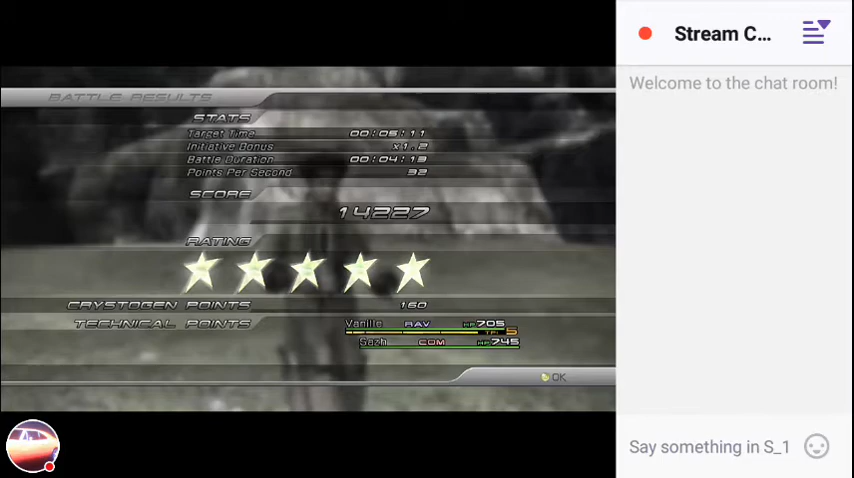 BATTLE RESULTS
STATS
Target Time 00:05:11
Initiative Bonus x1.2
Battle Duration 00:04:13
Points Per Second 32
SCORE
14227
RATING
CRYSTOGEN POINTS 160
TECHNICAL POINTS
Vanille RAV HP 705
TP: 5
Sazh COM HP 745
OK
Stream C...
Welcome to the chat room!
Say something in S_1